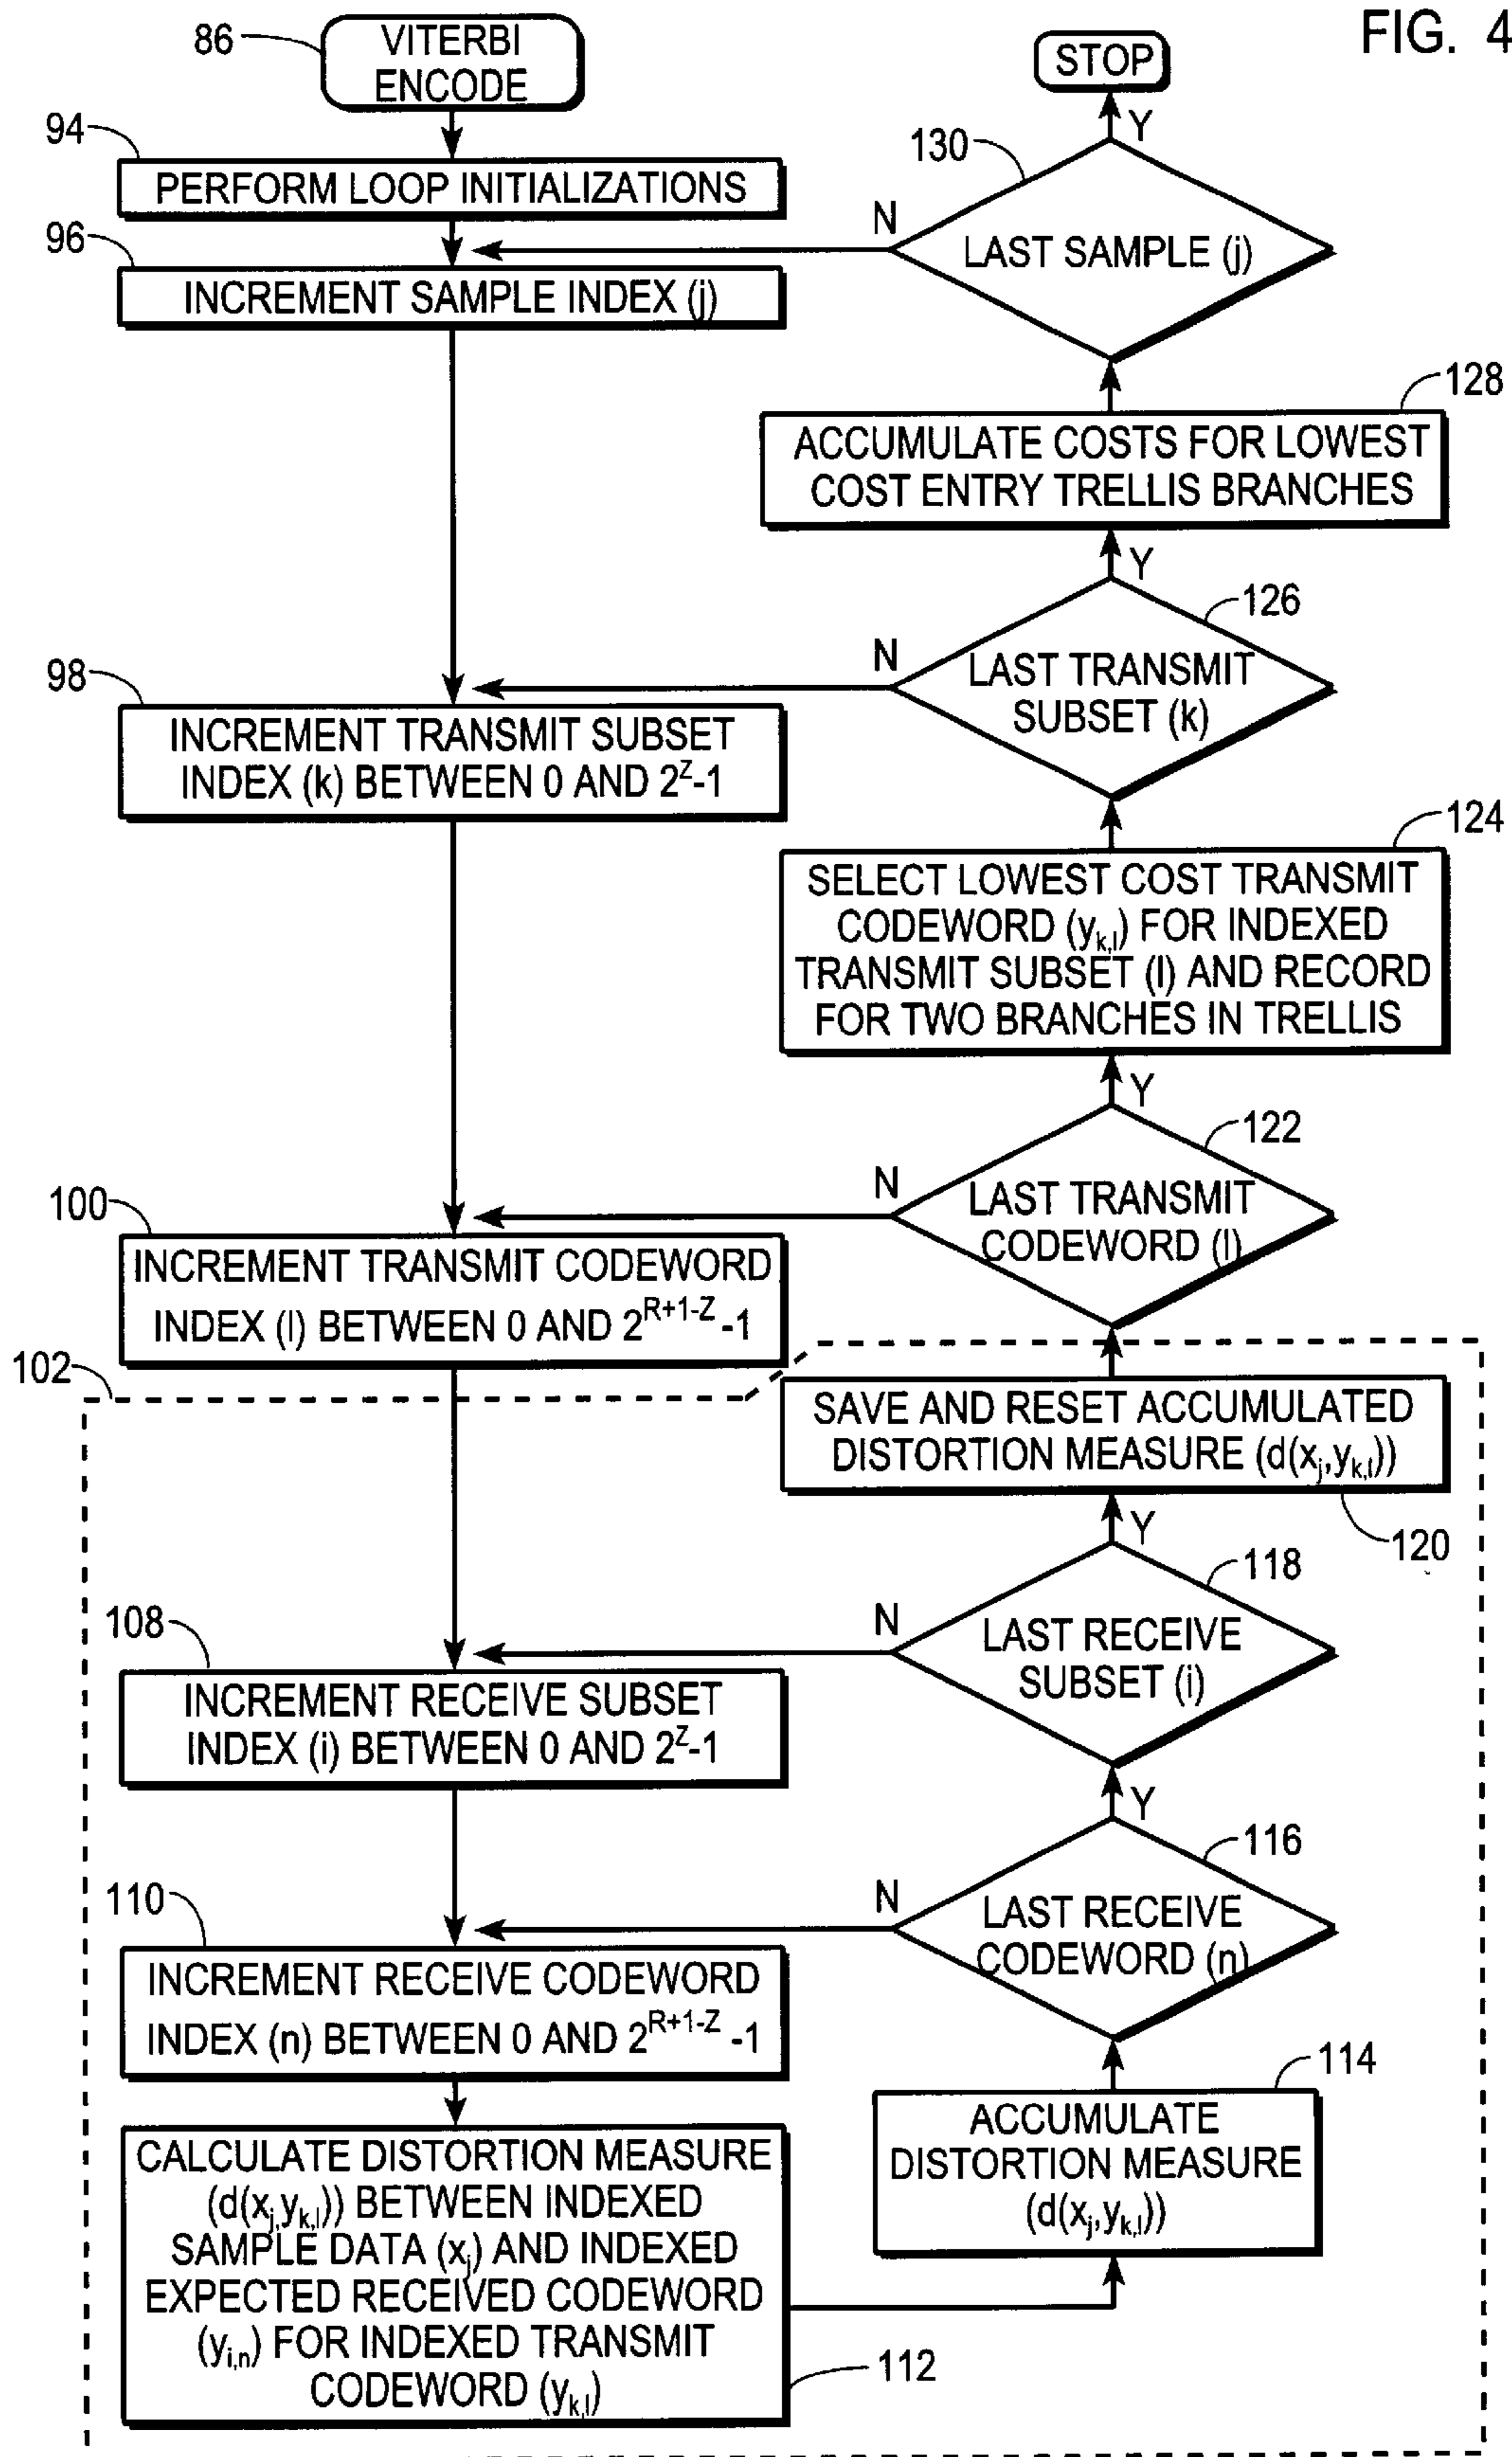 FIG. 4
86
VITERBI
ENCODE
94
PERFORM LOOP INITIALIZATIONS
96
INCREMENT SAMPLE INDEX (j)
98
INCREMENT TRANSMIT SUBSET
INDEX (k) BETWEEN 0 AND 2^Z-1
100
INCREMENT TRANSMIT CODEWORD
INDEX (l) BETWEEN 0 AND 2^R+1-Z -1
102
108
INCREMENT RECEIVE SUBSET
INDEX (i) BETWEEN 0 AND 2^Z-1
110
INCREMENT RECEIVE CODEWORD
INDEX (n) BETWEEN 0 AND 2^R+1-Z -1
CALCULATE DISTORTION MEASURE
(d(x_j,y_k,l)) BETWEEN INDEXED
SAMPLE DATA (x_j) AND INDEXED
EXPECTED RECEIVED CODEWORD
(y_i,n) FOR INDEXED TRANSMIT
CODEWORD (y_k,l)
112
114
ACCUMULATE
DISTORTION MEASURE
(d(x_j,y_k,l))
116
LAST RECEIVE
CODEWORD (n)
N
Y
118
LAST RECEIVE
SUBSET (i)
N
Y
120
SAVE AND RESET ACCUMULATED
DISTORTION MEASURE (d(x_j,y_k,l))
122
LAST TRANSMIT
CODEWORD (l)
N
Y
124
SELECT LOWEST COST TRANSMIT
CODEWORD (y_k,l) FOR INDEXED
TRANSMIT SUBSET (l) AND RECORD
FOR TWO BRANCHES IN TRELLIS
126
LAST TRANSMIT
SUBSET (k)
N
Y
128
ACCUMULATE COSTS FOR LOWEST
COST ENTRY TRELLIS BRANCHES
130
LAST SAMPLE (j)
N
Y
STOP